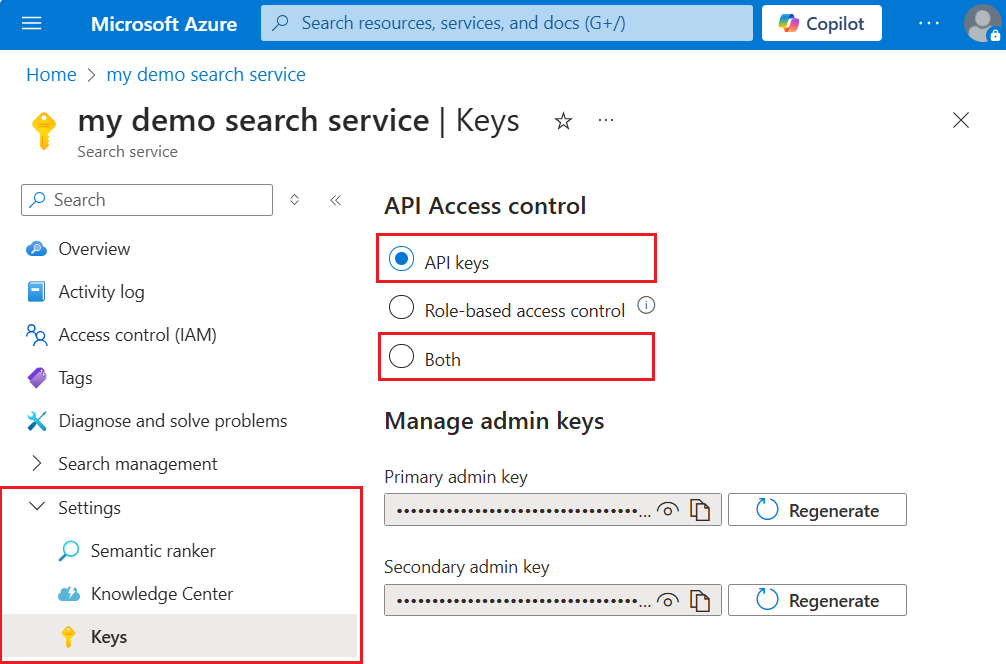 Microsoft Azure
Search resources, services, and docs (G+/)
Copilot
Home > my demo search service
my demo search service | Keys
Search service
Search
Overview
Activity log
Access control (IAM)
Tags
Diagnose and solve problems
Search management
Settings
Semantic ranker
Knowledge Center
Keys
API Access control
API keys
Role-based access control
Both
Manage admin keys
Primary admin key
Regenerate
Secondary admin key
Regenerate